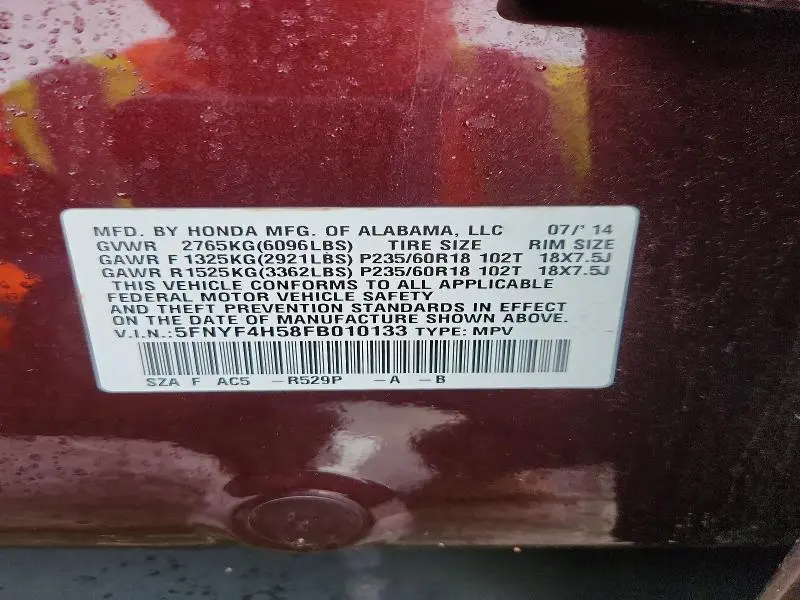 MFD. BY HONDA MFG. OF ALABAMA, LLC 07/' 14
GVWR 2765KG(6096LBS) TIRE SIZE RIM SIZE
GAWR F 1325KG(2921LBS) P235/60R18 102T 18X7.5J
GAWR R1525KG(3362LBS) P235/60R18 102T 18X7.5J
THIS VEHICLE CONFORMS TO ALL APPLICABLE
FEDERAL MOTOR VEHICLE SAFETY
AND THEFT PREVENTION STANDARDS IN EFFECT
ON THE DATE OF MANUFACTURE SHOWN ABOVE.
V.I.N.:5FNYF4H58FB010133 TYPE: MPV
SZA F AC5 -R529P -A -B